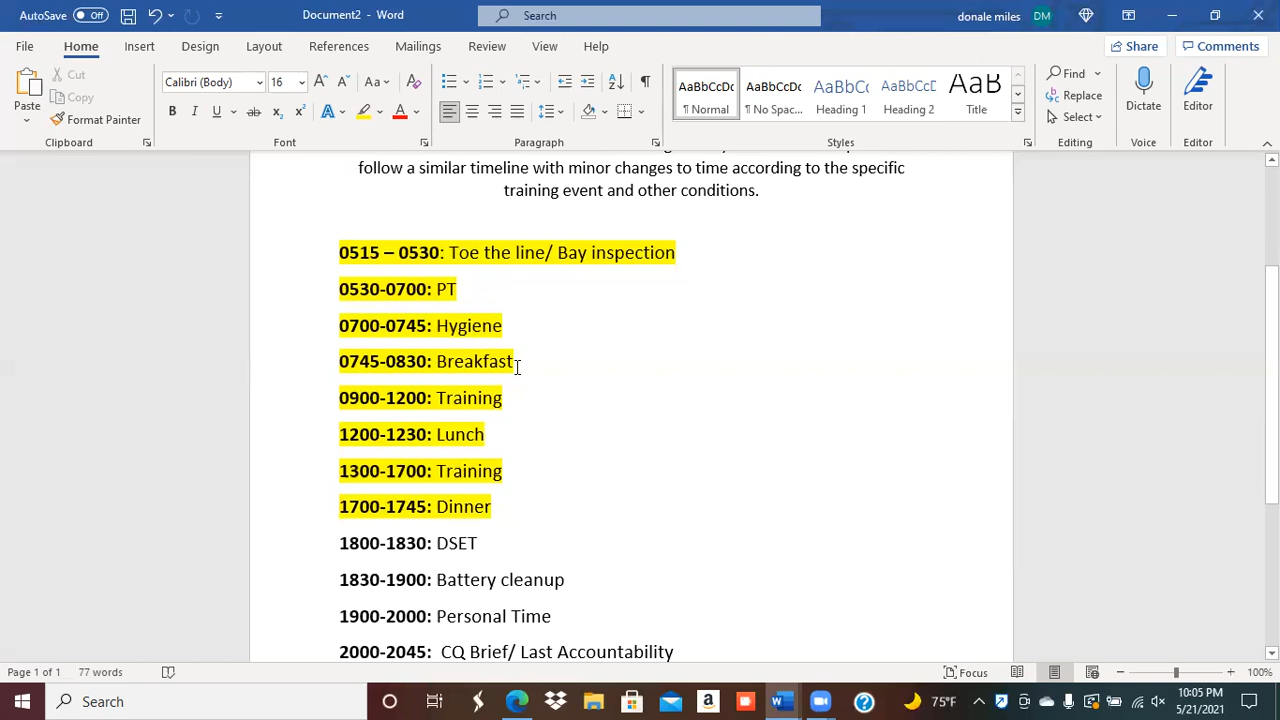 AutoSave Off Document2 - Word Search donale miles DM
File Home Insert Design Layout References Mailings Review View Help Share Comments
Paste Cut Copy Format Painter
Calibri (Body) 16
AaBbCcDc AaBbCcDc AaBbCc AaBbCcD AaB
¶ Normal ¶ No Spac... Heading 1 Heading 2 Title
Find Replace Select
Dictate Editor
Clipboard Font Paragraph Styles Editing Voice Editor
follow a similar timeline with minor changes to time according to the specific
training event and other conditions.
0515 – 0530: Toe the line/ Bay inspection
0530-0700: PT
0700-0745: Hygiene
0745-0830: Breakfast
0900-1200: Training
1200-1230: Lunch
1300-1700: Training
1700-1745: Dinner
1800-1830: DSET
1830-1900: Battery cleanup
1900-2000: Personal Time
2000-2045: CQ Brief/ Last Accountability
Page 1 of 1 77 words Focus 100%
Search 75°F 10:05 PM
5/21/2021